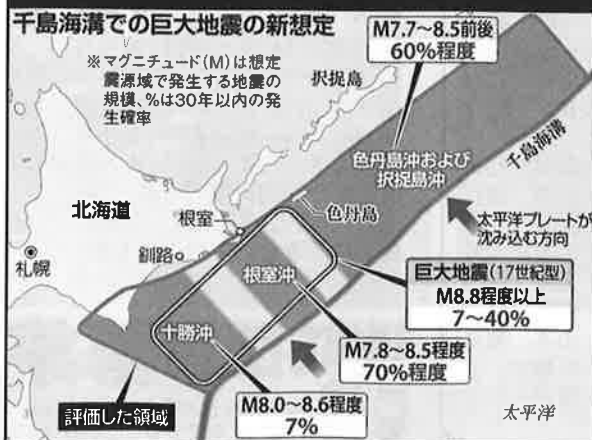 千島海溝での巨大地震の新想定
※マグニチュード(M)は想定
震源域で発生する地震の
規模、%は30年以内の発
生確率
M7.7〜8.5前後
60%程度
択捉島
色丹島沖および
択捉島沖
千島海溝
北海道
根室
色丹島
太平洋プレートが
沈み込む方向
札幌
釧路
根室沖
巨大地震(17世紀型)
M8.8程度以上
7〜40%
十勝沖
M7.8〜8.5程度
70%程度
評価した領域
M8.0〜8.6程度
7%
太平洋